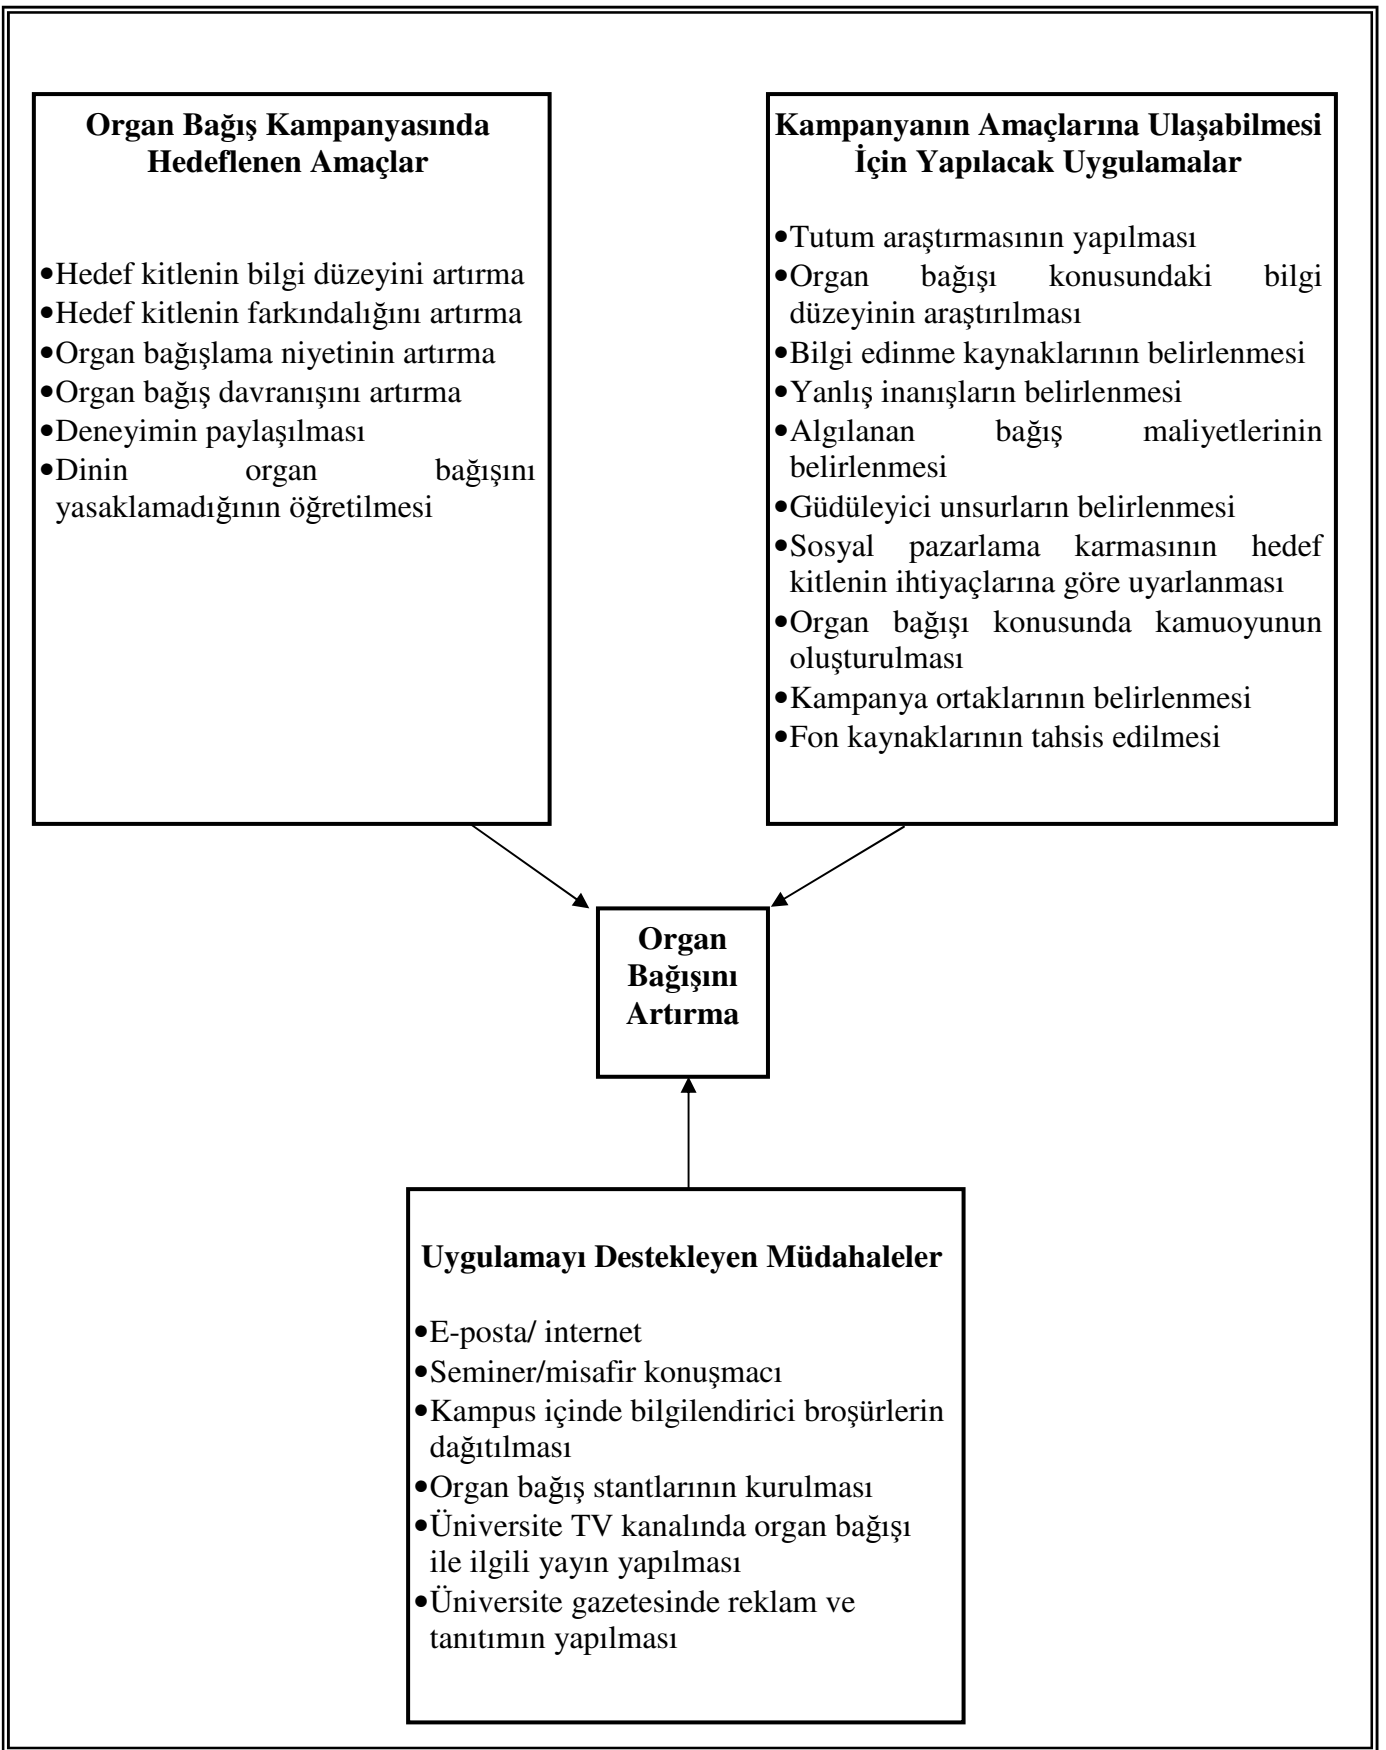 Organ Bağış Kampanyasında
Hedeflenen Amaçlar
•Hedef kitlenin bilgi düzeyini artırma
•Hedef kitlenin farkındalığını artırma
•Organ bağışlama niyetinin artırma
•Organ bağış davranışını artırma
•Deneyimin paylaşılması
•Dinin organ bağışını
yasaklamadığının öğretilmesi
Kampanyanın Amaçlarına Ulaşabilmesi
İçin Yapılacak Uygulamalar
•Tutum araştırmasının yapılması
•Organ bağışı konusundaki bilgi
düzeyinin araştırılması
•Bilgi edinme kaynaklarının belirlenmesi
•Yanlış inanışların belirlenmesi
•Algılanan bağış maliyetlerinin
belirlenmesi
•Güdüleyici unsurların belirlenmesi
•Sosyal pazarlama karmasının hedef
kitlenin ihtiyaçlarına göre uyarlanması
•Organ bağışı konusunda kamuoyunun
oluşturulması
•Kampanya ortaklarının belirlenmesi
•Fon kaynaklarının tahsis edilmesi
Organ
Bağışını
Artırma
Uygulamayı Destekleyen Müdahaleler
•E-posta/ internet
•Seminer/misafir konuşmacı
•Kampus içinde bilgilendirici broşürlerin
dağıtılması
•Organ bağış stantlarının kurulması
•Üniversite TV kanalında organ bağışı
ile ilgili yayın yapılması
•Üniversite gazetesinde reklam ve
tanıtımın yapılması